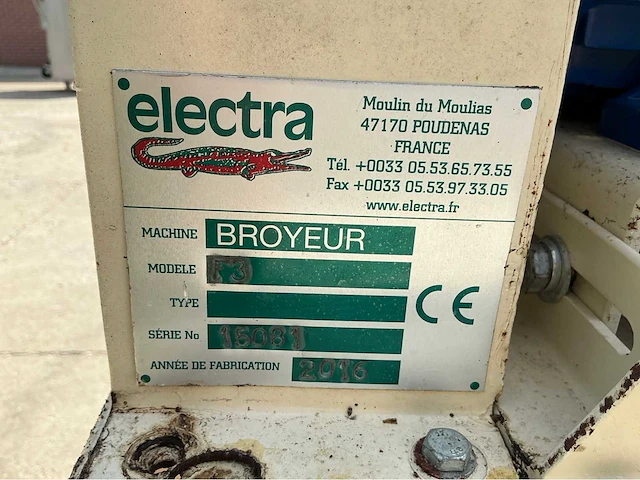 electra
Moulin du Moulias
47170 POUDENAS
FRANCE
Tél. +0033 05.53.65.73.55
Fax +0033 05.53.97.33.05
www.electra.fr
MACHINE BROYEUR
MODELE F3
TYPE
SÉRIE No 16081
ANNÉE DE FABRICATION 2016
CE